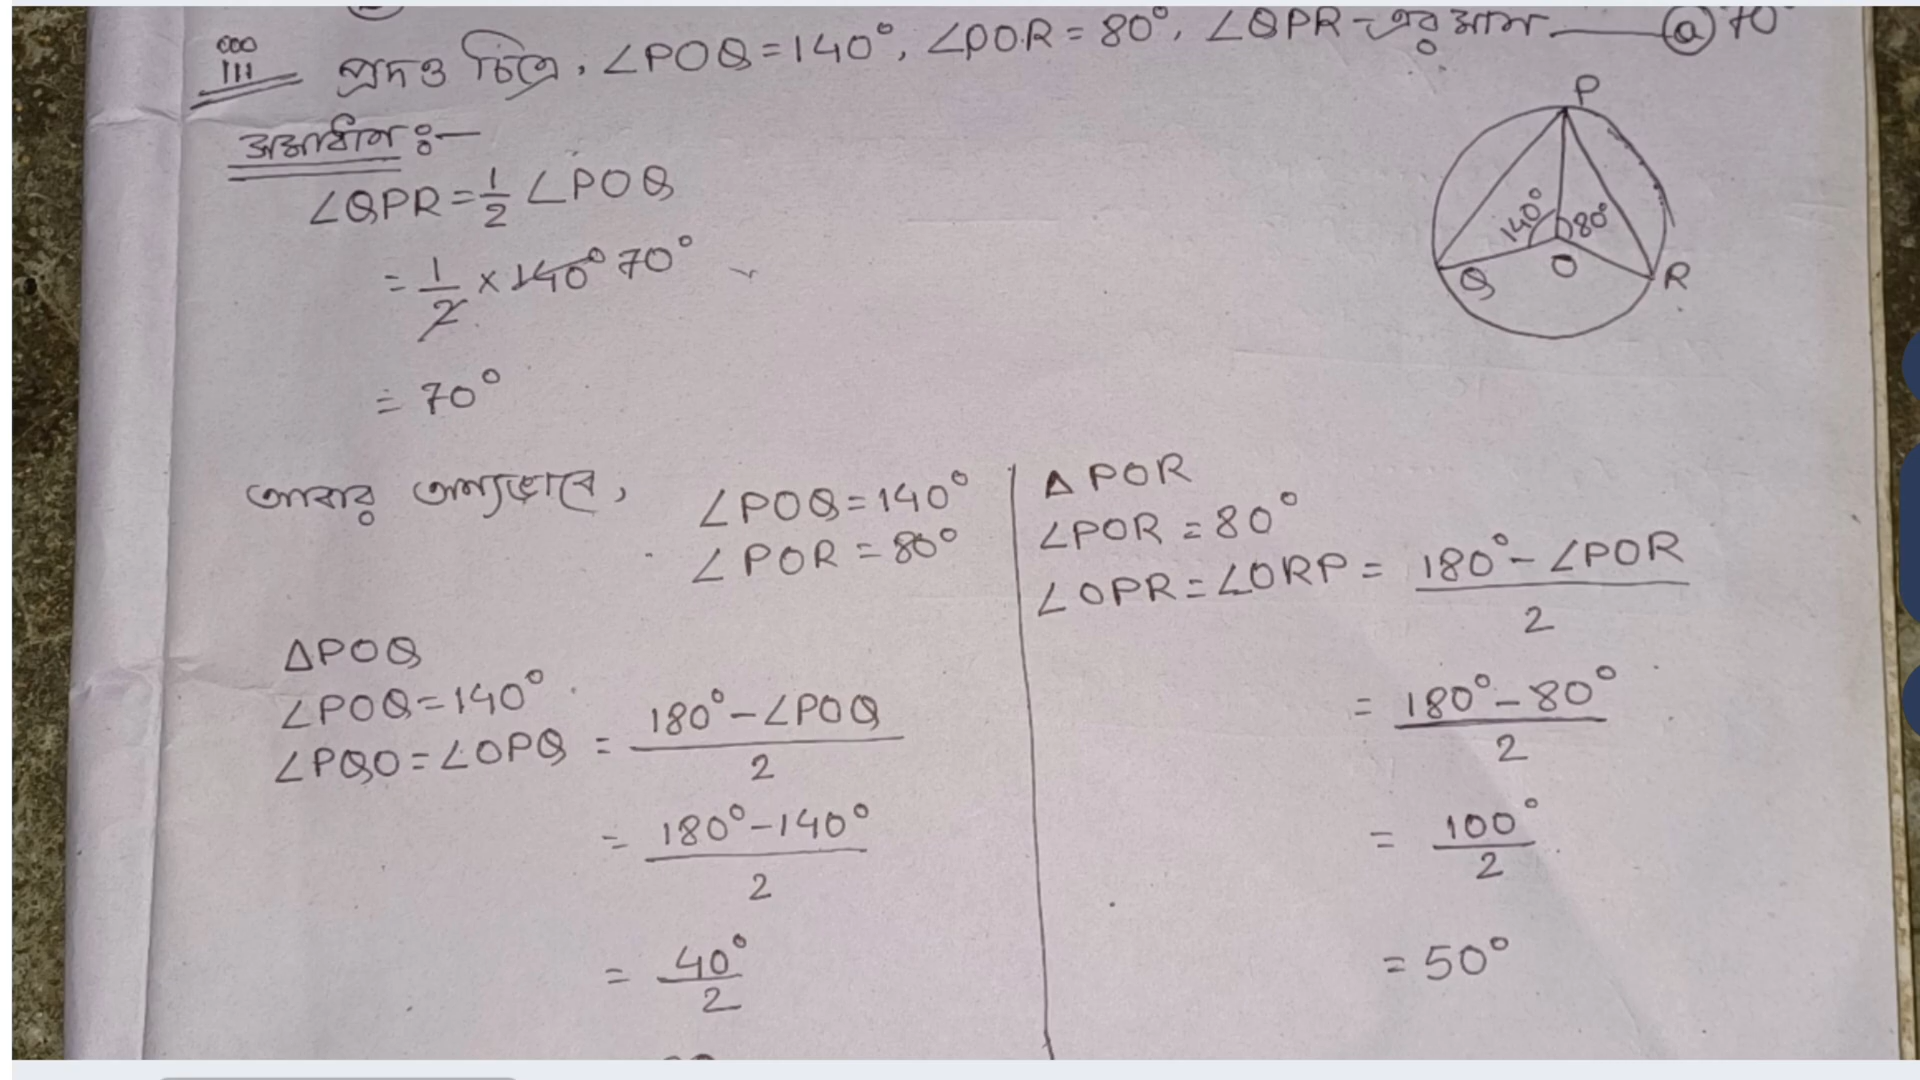 iii প্রদত্ত চিত্রে, ∠POQ = 140°, ∠POR = 80°, ∠QPR -এর মান — ⓐ 70°
সমাধান :—
∠QPR = 1/2 ∠POQ
= 1/2 × 140° 70°
= 70°
P
140°
80°
Q
O
R
আবার অন্যভাবে,
∠POQ = 140°
∠POR = 80°
△POQ
∠POQ = 140°
∠PQO = ∠OPQ = 180° - ∠POQ / 2
= 180° - 140° / 2
= 40° / 2
△POR
∠POR = 80°
∠OPR = ∠ORP = 180° - ∠POR / 2
= 180° - 80° / 2
= 100° / 2
= 50°